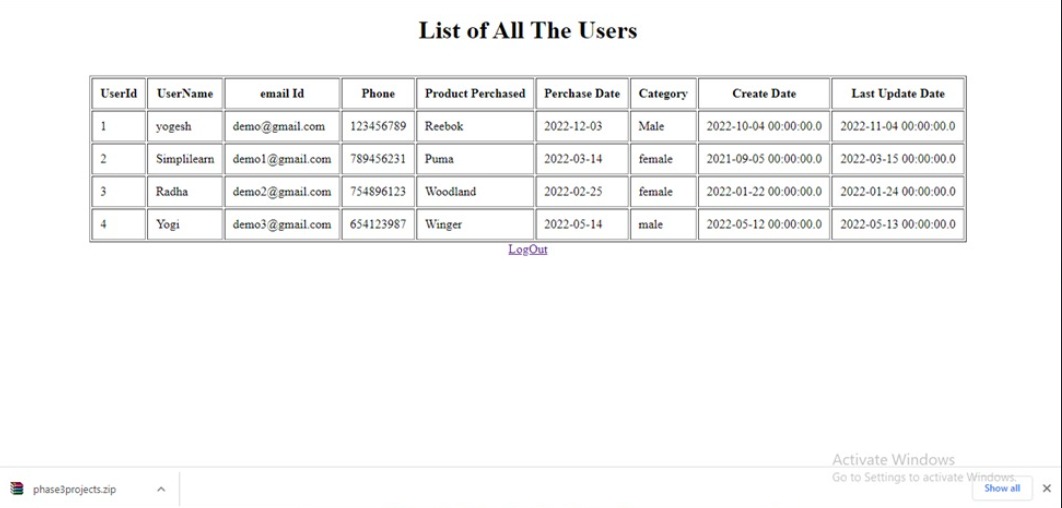 List of All The Users
UserId UserName email Id Phone Product Perchased Perchase Date Category Create Date Last Update Date
1 yogesh demo@gmail.com 123456789 Reebok 2022-12-03 Male 2022-10-04 00:00:00.0 2022-11-04 00:00:00.0
2 Simplilearn demo1@gmail.com 789456231 Puma 2022-03-14 female 2021-09-05 00:00:00.0 2022-03-15 00:00:00.0
3 Radha demo2@gmail.com 754896123 Woodland 2022-02-25 female 2022-01-22 00:00:00.0 2022-01-24 00:00:00.0
4 Yogi demo3@gmail.com 654123987 Winger 2022-05-14 male 2022-05-12 00:00:00.0 2022-05-13 00:00:00.0
LogOut
Activate Windows
Go to Settings to activate Windows.
phase3projects.zip
Show all